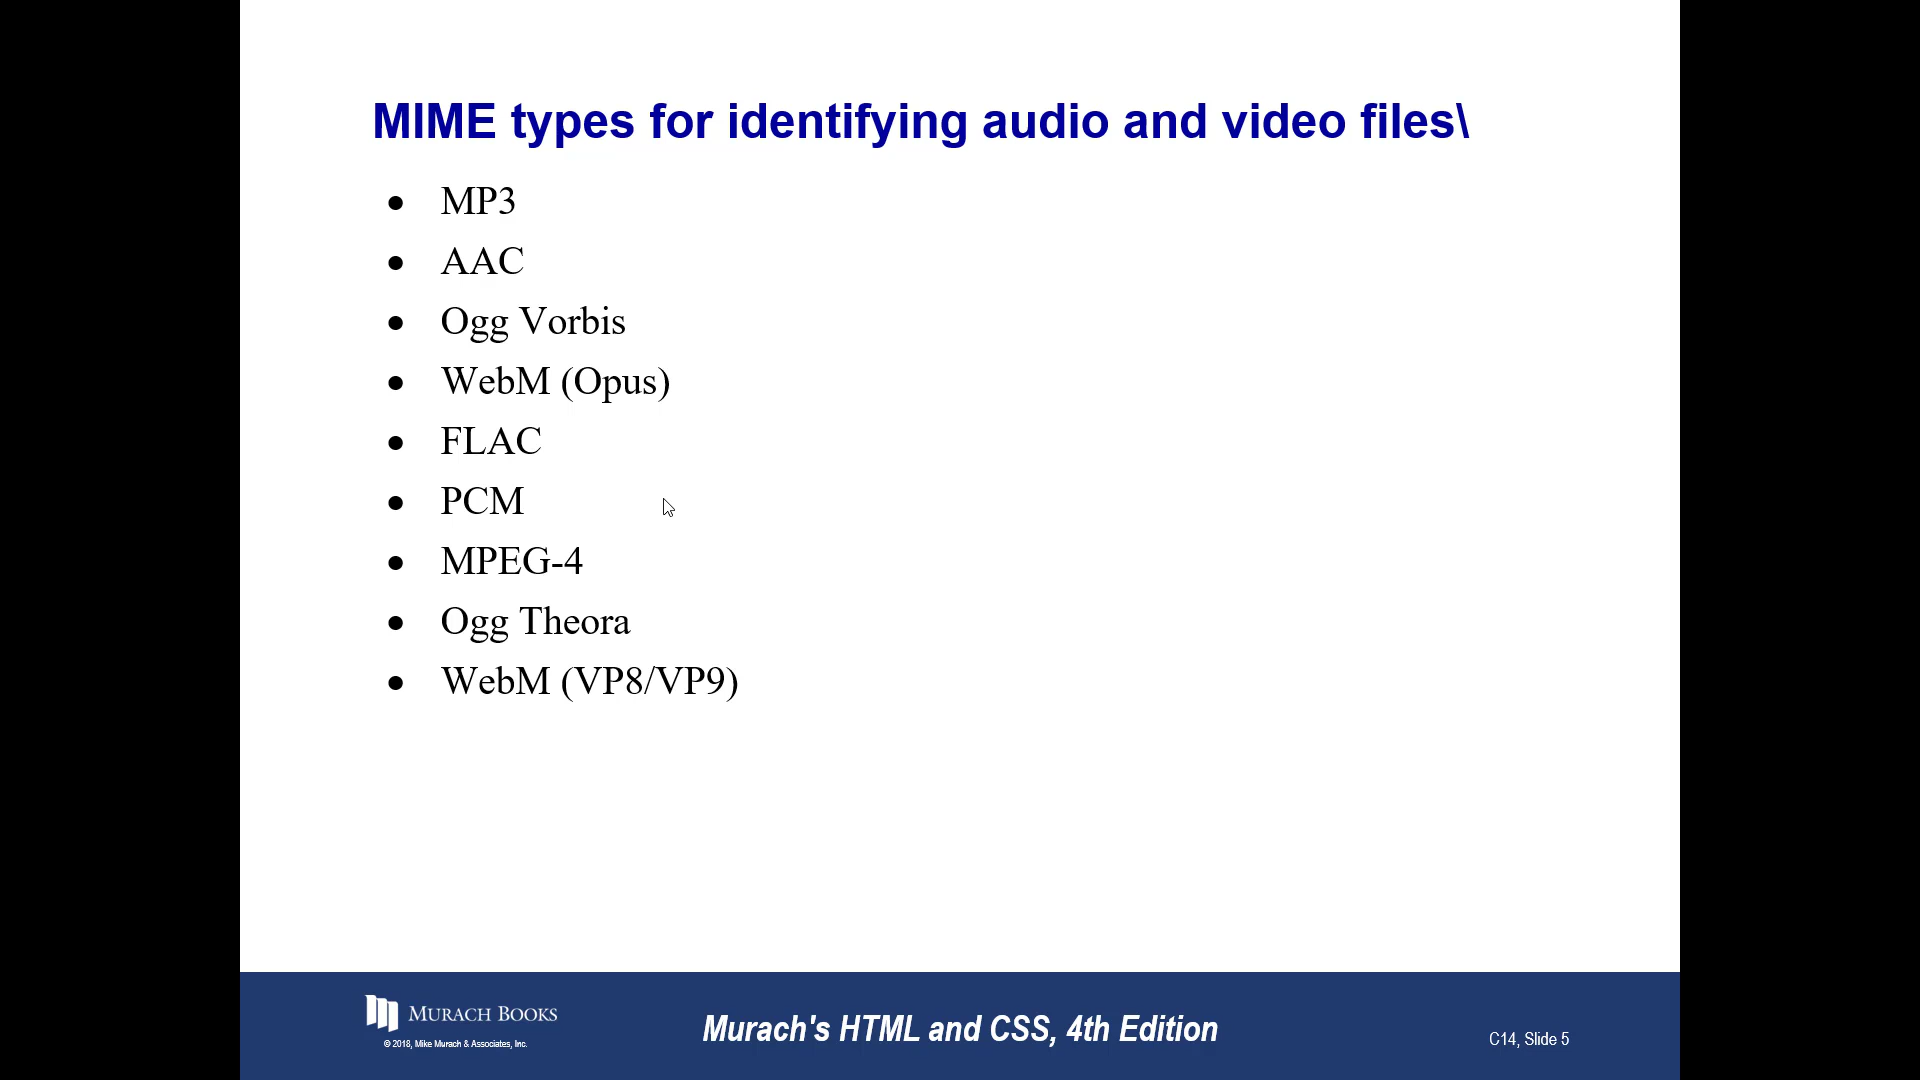 MIME types for identifying audio and video files\
• MP3
• AAC
• Ogg Vorbis
• WebM (Opus)
• FLAC
• PCM
• MPEG-4
• Ogg Theora
• WebM (VP8/VP9)
MURACH BOOKS
© 2018, Mike Murach & Associates, Inc.
Murach's HTML and CSS, 4th Edition
C14, Slide 5